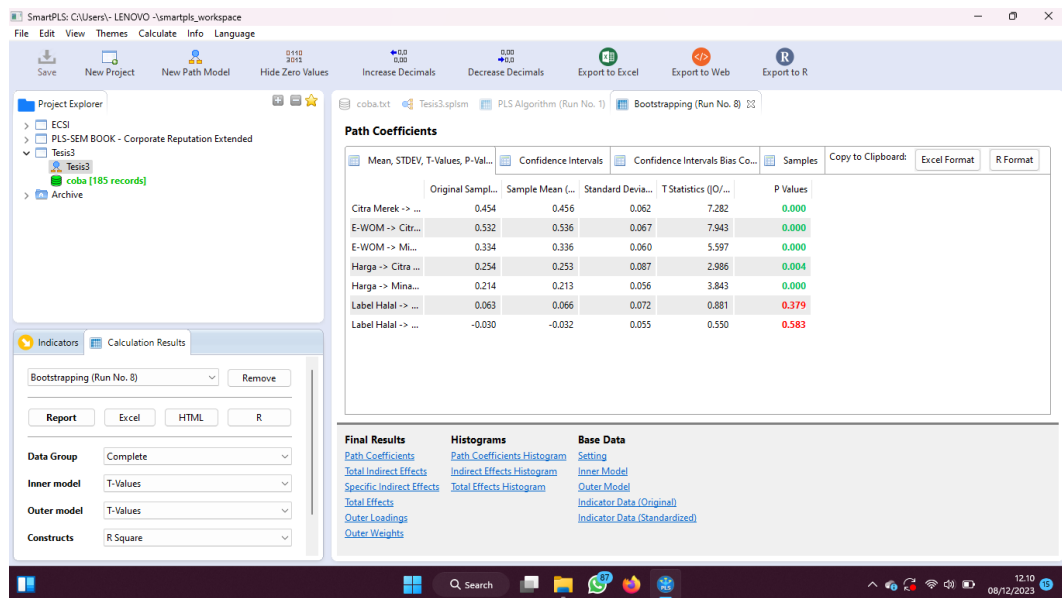 SmartPLS: C:\Users\- LENOVO -\smartpls_workspace
File Edit View Themes Calculate Info Language
Save New Project New Path Model Hide Zero Values Increase Decimals Decrease Decimals Export to Excel Export to Web Export to R
Project Explorer
ECSI
PLS-SEM BOOK - Corporate Reputation Extended
Tesis3
Tesis3
coba [185 records]
Archive
Indicators Calculation Results
Bootstrapping (Run No. 8) Remove
Report Excel HTML R
Data Group Complete
Inner model T-Values
Outer model T-Values
Constructs R Square
coba.txt Tesis3.splsm PLS Algorithm (Run No. 1) Bootstrapping (Run No. 8)
Path Coefficients
Mean, STDEV, T-Values, P-Val... Confidence Intervals Confidence Intervals Bias Co... Samples Copy to Clipboard: Excel Format R Format
Original Sampl... Sample Mean (... Standard Devia... T Statistics (|O/... P Values
Citra Merek -> ... 0.454 0.456 0.062 7.282 0.000
E-WOM -> Citr... 0.532 0.536 0.067 7.943 0.000
E-WOM -> Mi... 0.334 0.336 0.060 5.597 0.000
Harga -> Citra ... 0.254 0.253 0.087 2.986 0.004
Harga -> Mina... 0.214 0.213 0.056 3.843 0.000
Label Halal -> ... 0.063 0.066 0.072 0.881 0.379
Label Halal -> ... -0.030 -0.032 0.055 0.550 0.583
Final Results Histograms Base Data
Path Coefficients Path Coefficients Histogram Setting
Total Indirect Effects Indirect Effects Histogram Inner Model
Specific Indirect Effects Total Effects Histogram Outer Model
Total Effects Indicator Data (Original)
Outer Loadings Indicator Data (Standardized)
Outer Weights
Search 87 PLS 12.10
08/12/2023 15